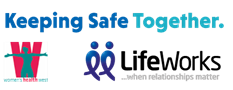 Keeping Safe Together.
LifeWorks
...when relationships matter
women's health west